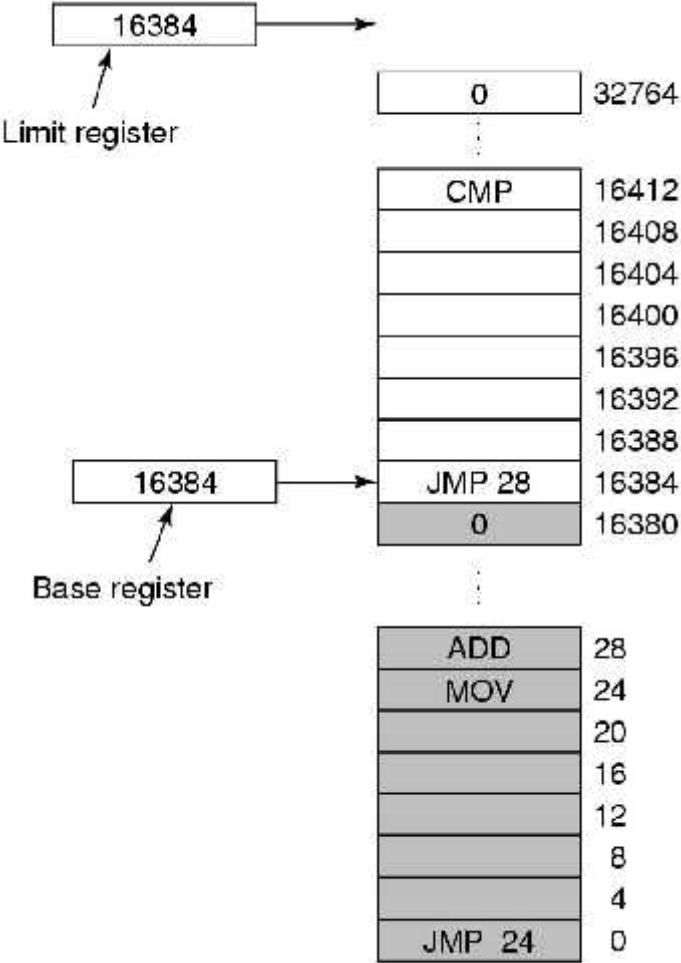 16384
Limit register
0 32764
CMP 16412
16408
16404
16400
16396
16392
16388
16384
JMP 28 16384
0 16380
Base register
ADD 28
MOV 24
20
16
12
8
4
JMP 24 0